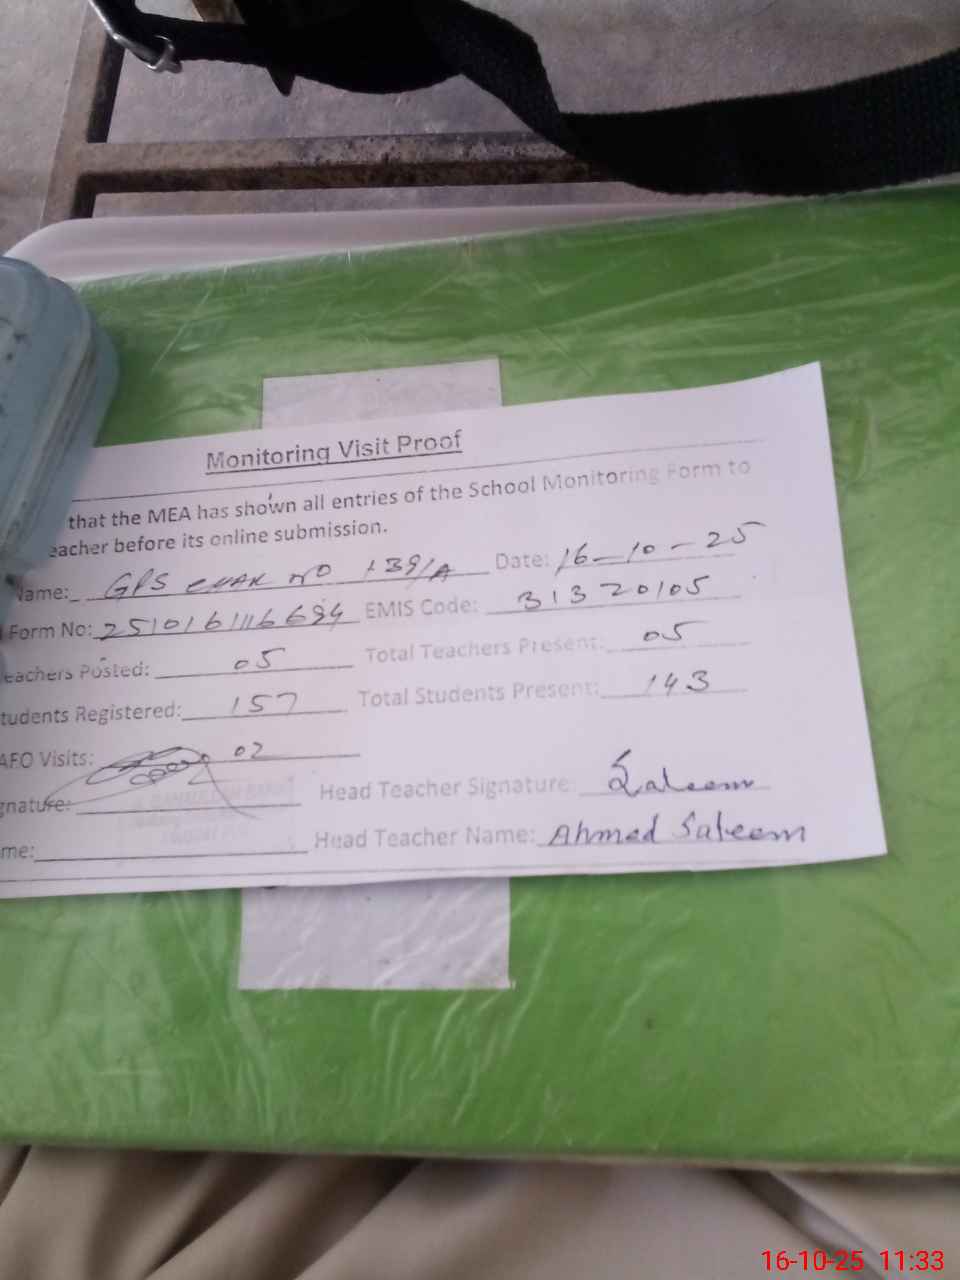 Monitoring Visit Proof
that the MEA has shown all entries of the School Monitoring Form to
eacher before its online submission.
Name: GPS CHAK NO 139/A Date: 16-10-25
Form No: 2510161116694 EMIS Code: 31320105
eachers Posted: 05 Total Teachers Present: 05
tudents Registered: 157 Total Students Present: 143
AFO Visits: 02
gnature: Head Teacher Signature: Saleem
me: Head Teacher Name: Ahmed Saleem
16-10-25 11:33